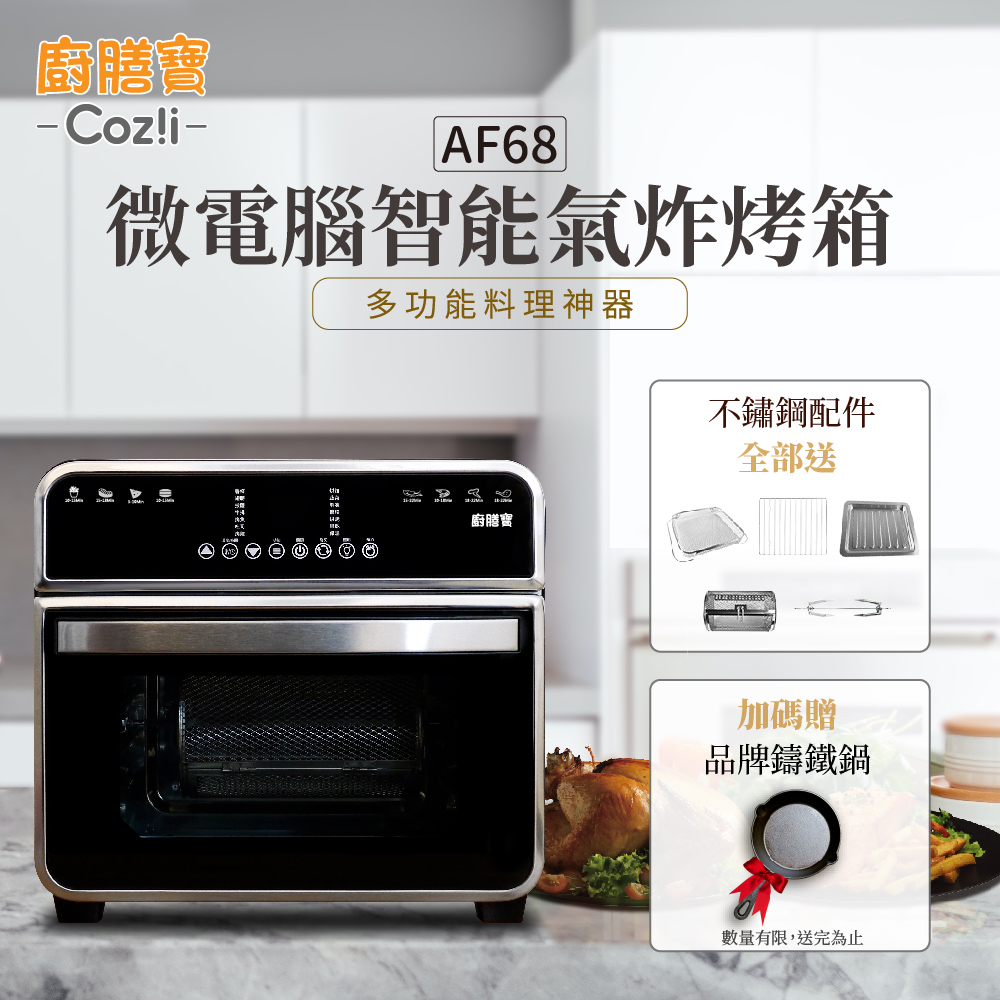 廚膳寶
Coz!i
AF68
微電腦智能氣炸烤箱
多功能料理神器
不鏽鋼配件
全部送
廚膳寶
加碼贈
品牌鑄鐵鍋
數量有限，送完為止